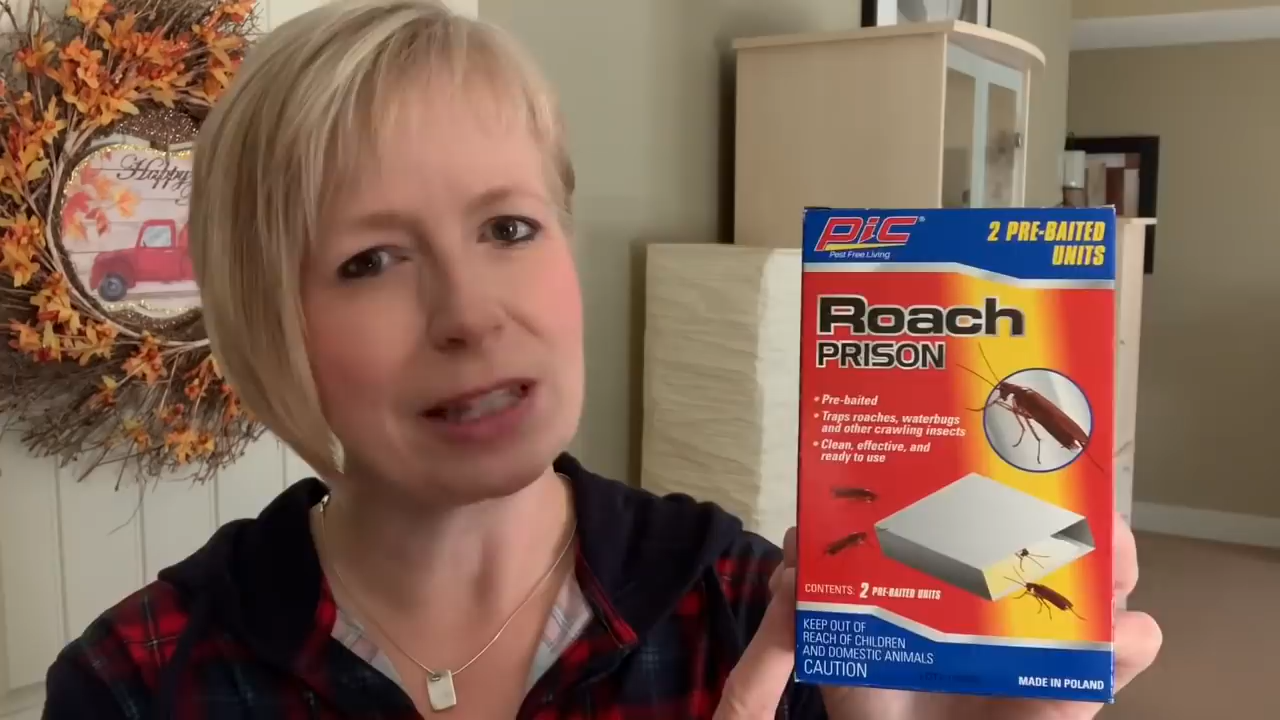 Happy
PiC®
Pest Free Living
2 PRE-BAITED
UNITS
Roach
PRISON
• Pre-baited
• Traps roaches, waterbugs
and other crawling insects
• Clean, effective, and
ready to use
CONTENTS: 2 PRE-BAITED UNITS
KEEP OUT OF
REACH OF CHILDREN
AND DOMESTIC ANIMALS
CAUTION
MADE IN POLAND